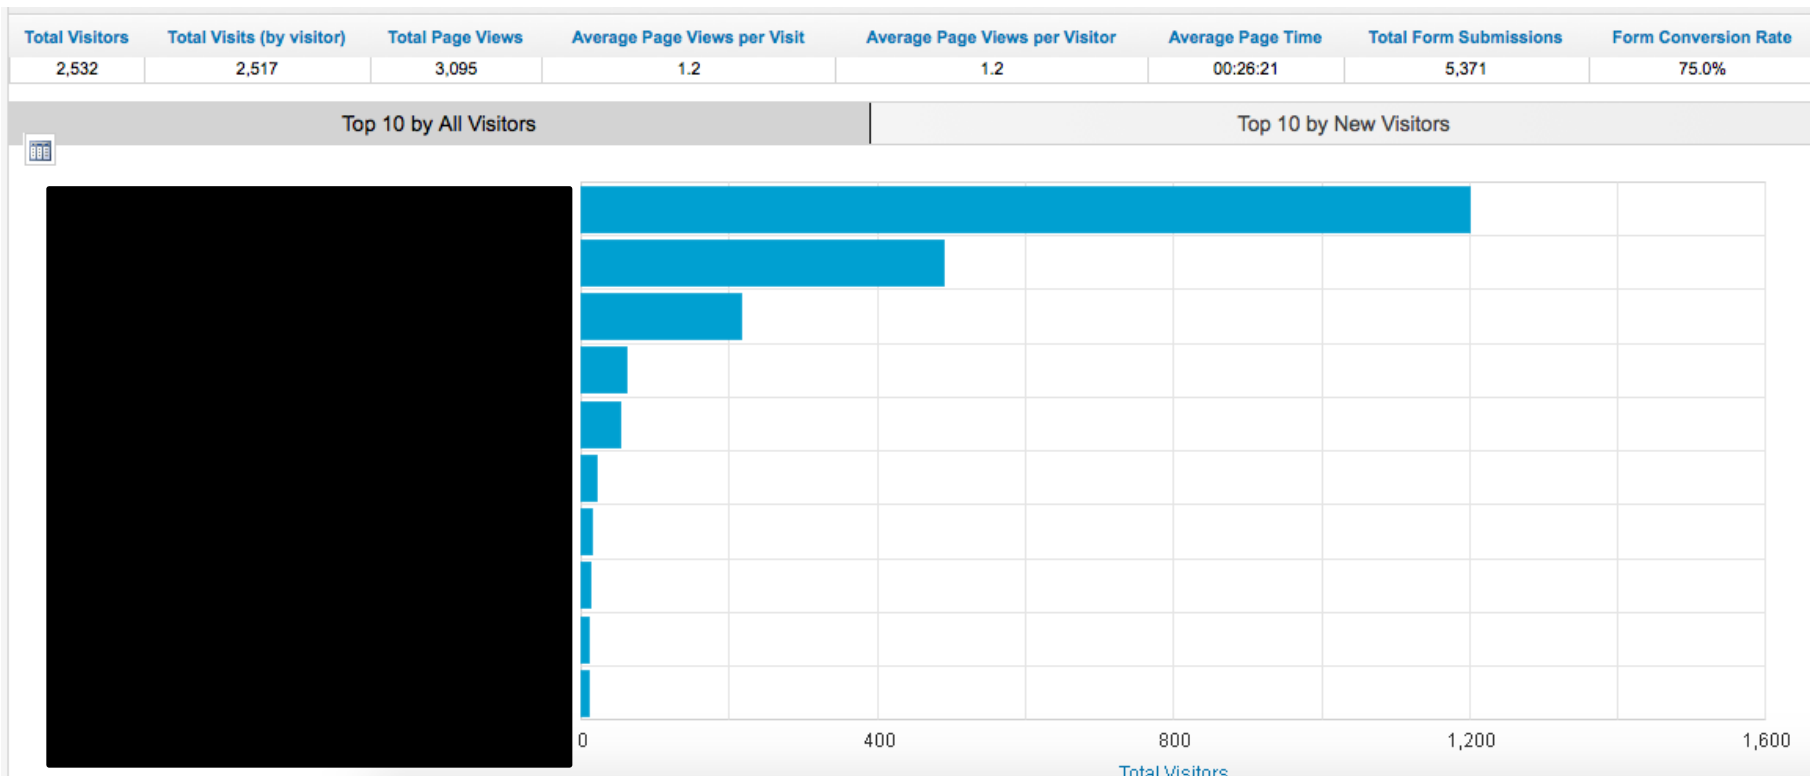 Total Visitors Total Visits (by visitor) Total Page Views Average Page Views per Visit Average Page Views per Visitor Average Page Time Total Form Submissions Form Conversion Rate
2,532 2,517 3,095 1.2 1.2 00:26:21 5,371 75.0%
Top 10 by All Visitors Top 10 by New Visitors
0 400 800 1,200 1,600
Total Visitors